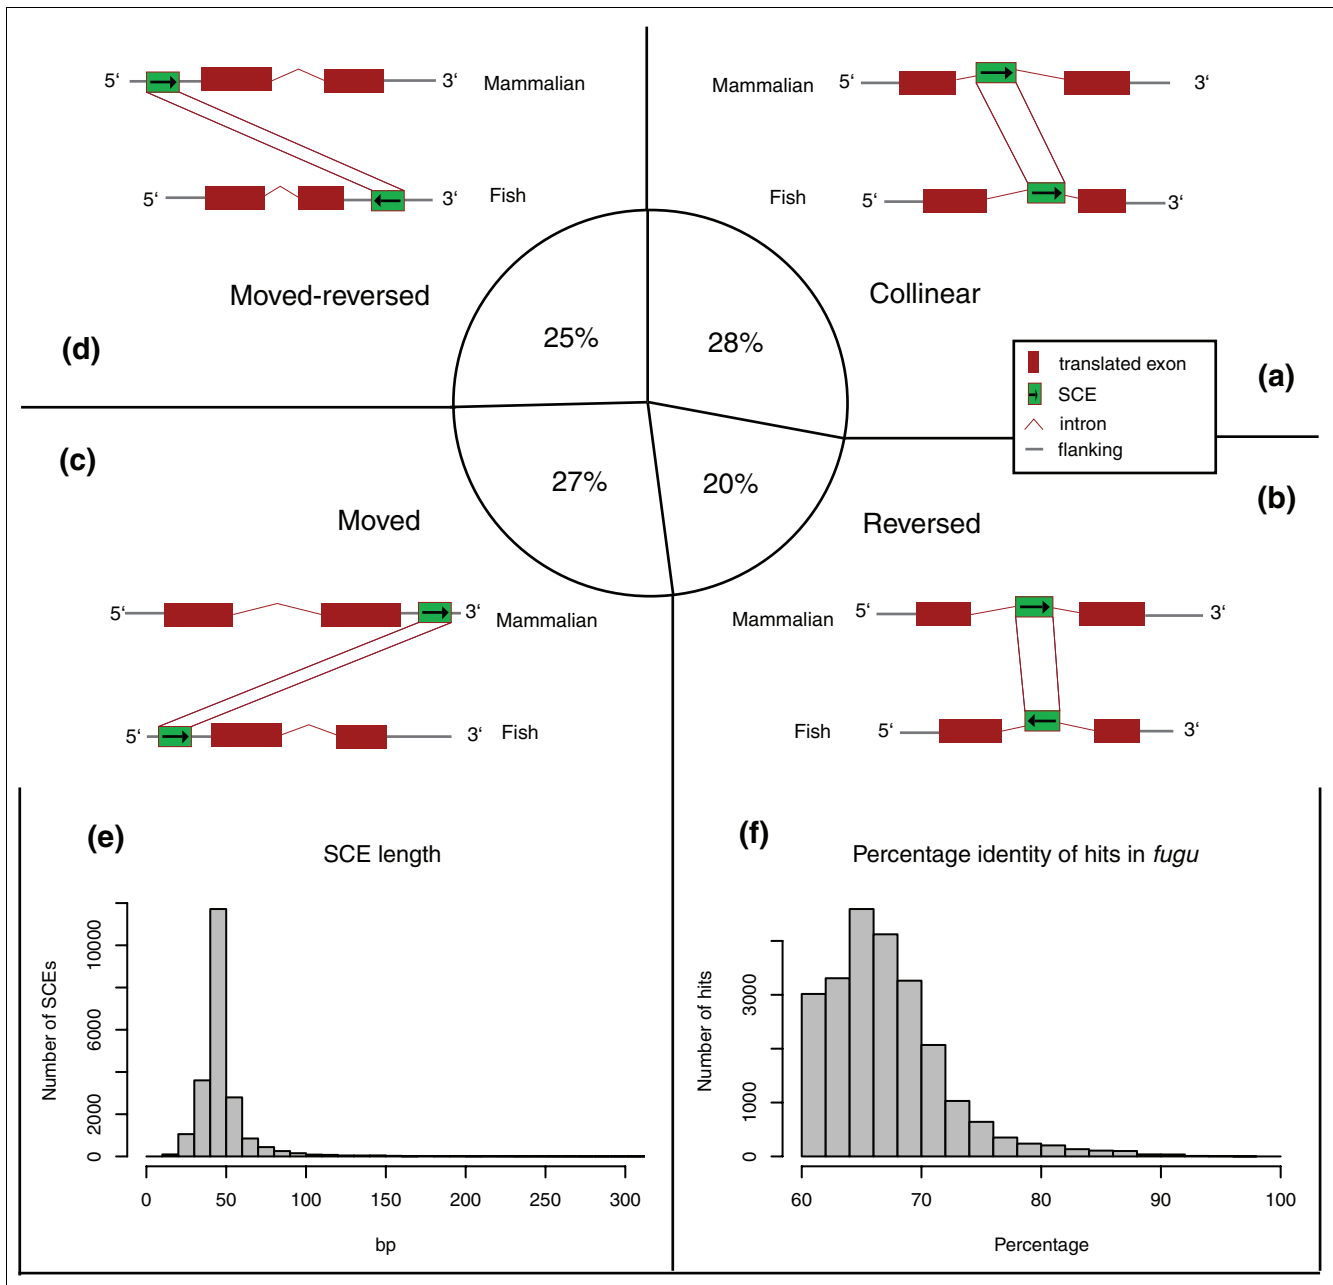 5‘ 3‘ Mammalian
5‘ 3‘ Fish
Moved-reversed
(d)
25%
Mammalian 5‘ 3‘
Fish 5‘ 3‘
Collinear
28%
translated exon
SCE
intron
flanking
(a)
(c)
27%
Moved
5‘ 3‘ Mammalian
5‘ 3‘ Fish
20%
(b)
Reversed
Mammalian 5‘ 3‘
Fish 5‘ 3‘
(e)
SCE length
Number of SCEs
10000
6000
2000
0
0 50 100 150 200 250 300
bp
(f)
Percentage identity of hits in fugu
Number of hits
3000
1000
0
60 70 80 90 100
Percentage